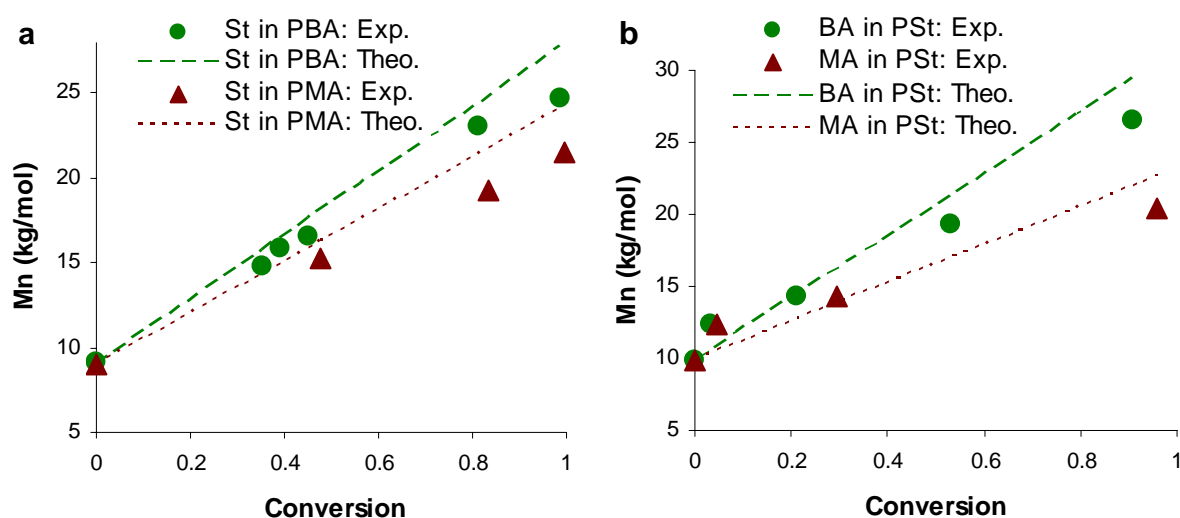 a
St in PBA: Exp.
St in PBA: Theo.
St in PMA: Exp.
St in PMA: Theo.
25
20
15
10
5
Mn (kg/mol)
0
0.2
0.4
0.6
0.8
1
Conversion
b
BA in PSt: Exp.
MA in PSt: Exp.
BA in PSt: Theo.
MA in PSt: Theo.
30
25
20
15
10
5
Mn (kg/mol)
0
0.2
0.4
0.6
0.8
1
Conversion